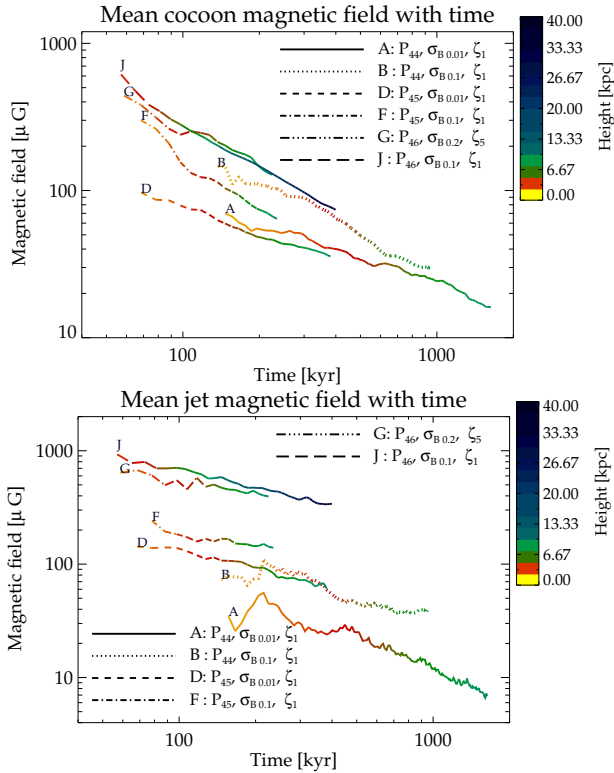 Mean cocoon magnetic field with time
1000
100
10
Magnetic field [μ G]
J
G
F
D
B
A
A: P44, σB 0.01, ζ1
B : P44, σB 0.1, ζ1
D: P45, σB 0.01, ζ1
F : P45, σB 0.1, ζ1
G: P46, σB 0.2, ζ5
J : P46, σB 0.1, ζ1
40.00
33.33
20.00
13.33
6.67
0.00
Height [kpc]
100
1000
Time [kyr]
Mean jet magnetic field with time
1000
100
10
Magnetic field [μ G]
J
G
F
D
B
A
G: P46, σB 0.2, ζ5
J : P46, σB 0.1, ζ1
A: P44, σB 0.01, ζ1
B : P44, σB 0.1, ζ1
D: P45, σB 0.01, ζ1
F : P45, σB 0.1, ζ1
40.00
33.33
20.00
13.33
6.67
0.00
Height [kpc]
100
1000
Time [kyr]